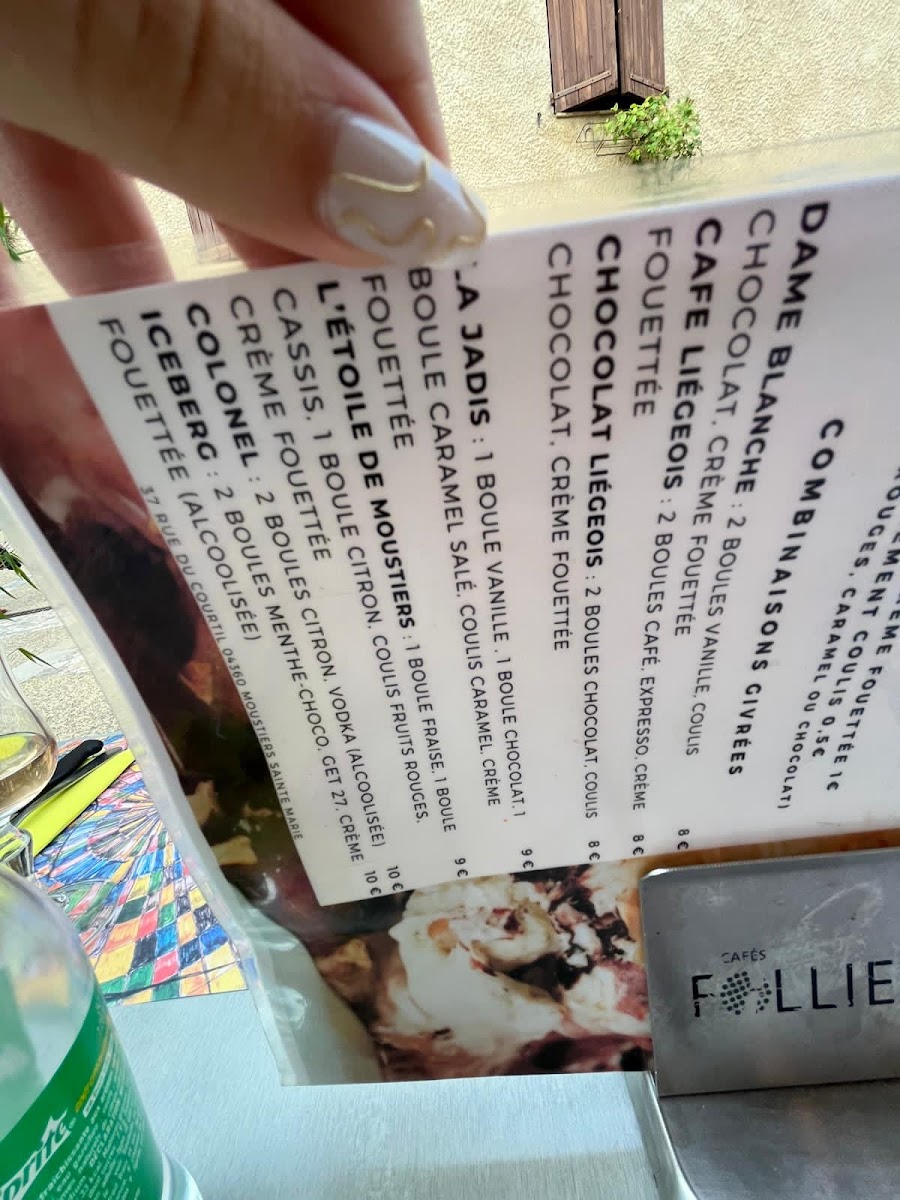 FOUETTÉE 1€
COULIS 0.5€
ROUGES, CARAMEL OU CHOCOLAT)
COMBINAISONS GIVRÉES
DAME BLANCHE : 2 BOULES VANILLE, COULIS 8 €
CHOCOLAT, CRÈME FOUETTÉE
CAFE LIÉGEOIS : 2 BOULES CAFÉ, EXPRESSO, CRÈME 8 €
FOUETTÉE
CHOCOLAT LIÉGEOIS : 2 BOULES CHOCOLAT, COULIS 8 €
CHOCOLAT, CRÈME FOUETTÉE
LA JADIS : 1 BOULE VANILLE , 1 BOULE CHOCOLAT, 1 9 €
BOULE CARAMEL SALÉ, COULIS CARAMEL, CRÈME
FOUETTÉE
L'ÉTOILE DE MOUSTIERS : 1 BOULE FRAISE, 1 BOULE 9 €
CASSIS, 1 BOULE CITRON, COULIS FRUITS ROUGES,
CRÈME FOUETTÉE
COLONEL : 2 BOULES CITRON, VODKA (ALCOOLISÉE) 10 €
ICEBERG : 2 BOULES MENTHE-CHOCO, GET 27, CRÈME 10 €
FOUETTÉE (ALCOOLISÉE)
37 RUE DU COURTIL 04360 MOUSTIERS SAINTE MARIE
CAFÉS
FOLLIE